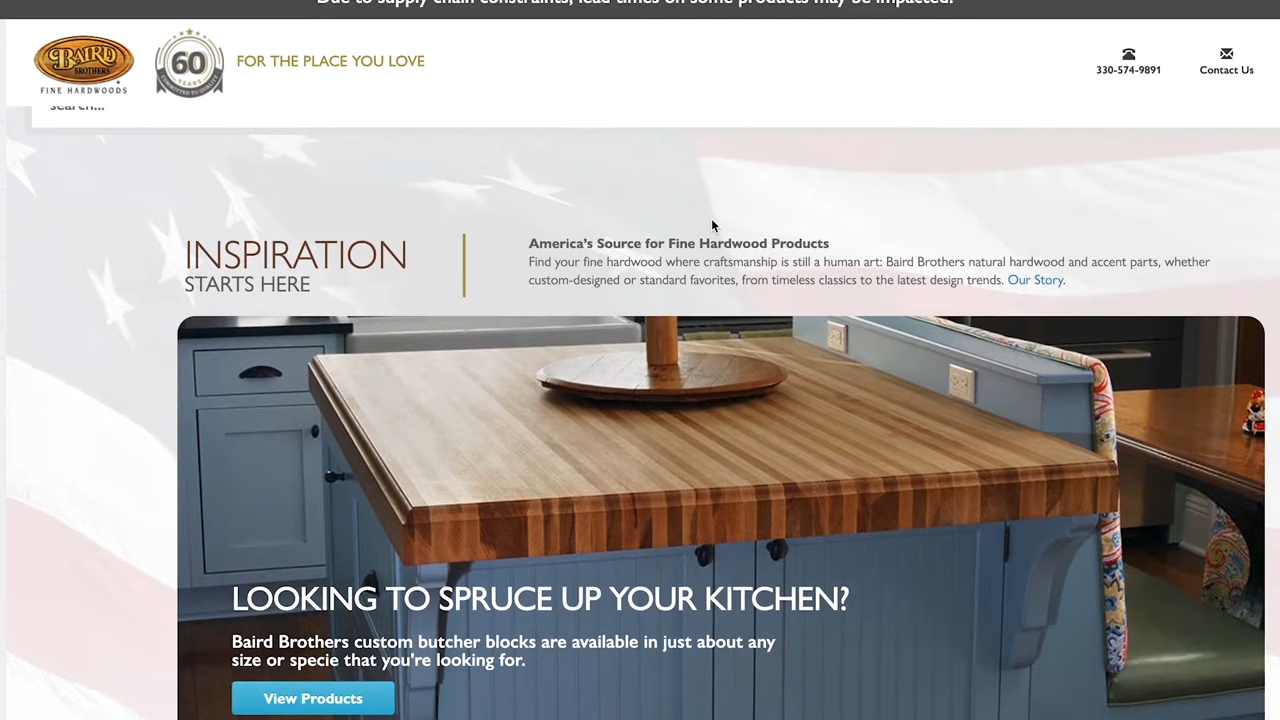 Due to supply chain constraints, lead times on some products may be impacted.
BAIRD
BROTHERS
FINE HARDWOODS
60
YEARS
COMMITTED TO QUALITY
FOR THE PLACE YOU LOVE
330-574-9891
Contact Us
search...
INSPIRATION
STARTS HERE
America's Source for Fine Hardwood Products
Find your fine hardwood where craftsmanship is still a human art: Baird Brothers natural hardwood and accent parts, whether
custom-designed or standard favorites, from timeless classics to the latest design trends. Our Story.
LOOKING TO SPRUCE UP YOUR KITCHEN?
Baird Brothers custom butcher blocks are available in just about any
size or specie that you're looking for.
View Products